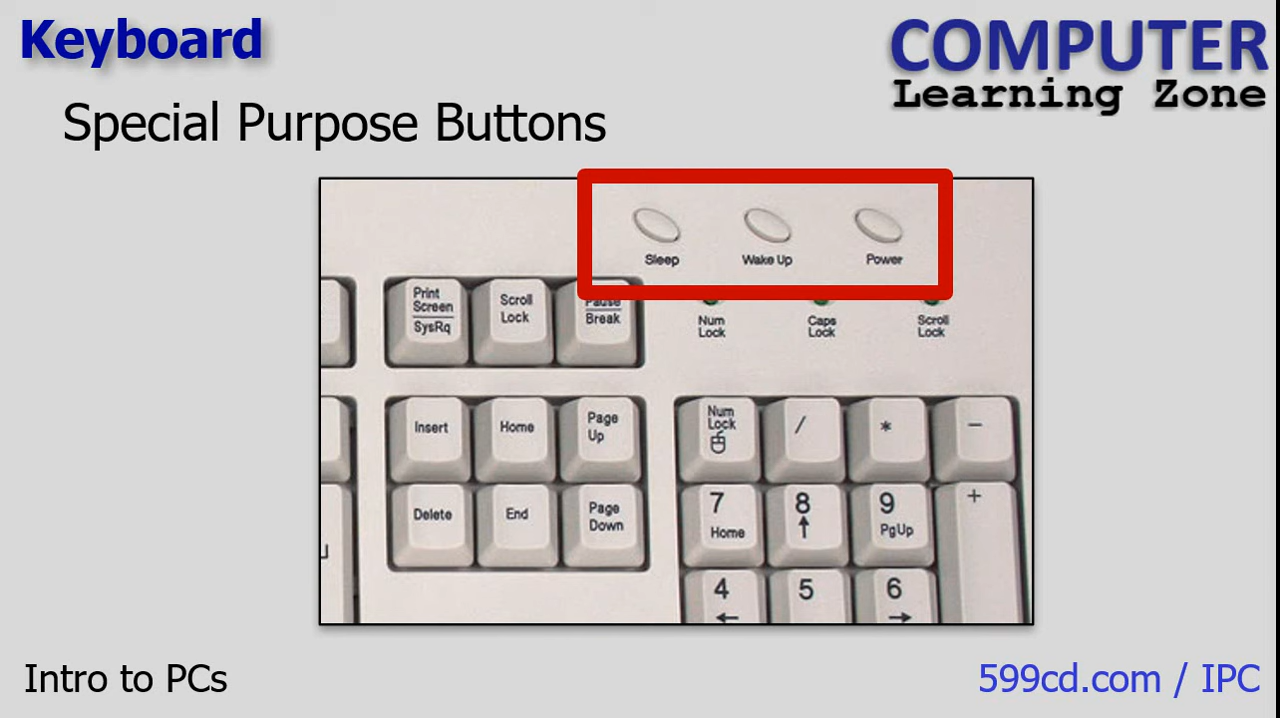 Keyboard
COMPUTER
Learning Zone
Special Purpose Buttons
Sleep
Wake Up
Power
Print
Screen
SysRq
Scroll
Lock
Pause
Break
Num
Lock
Caps
Lock
Scroll
Lock
Insert
Home
Page
Up
Num
Lock
/
*
-
Delete
End
Page
Down
7
Home
8
↑
9
PgUp
+
4
←
5
6
→
Intro to PCs
599cd.com / IPC